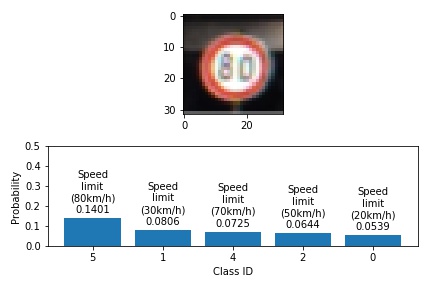 0
10
20
30
80
0 20
0.5
0.4
0.3
0.2
0.1
0.0
Probability
Speed
limit
(80km/h)
0.1401
Speed
limit
(30km/h)
0.0806
Speed
limit
(70km/h)
0.0725
Speed
limit
(50km/h)
0.0644
Speed
limit
(20km/h)
0.0539
5 1 4 2 0
Class ID